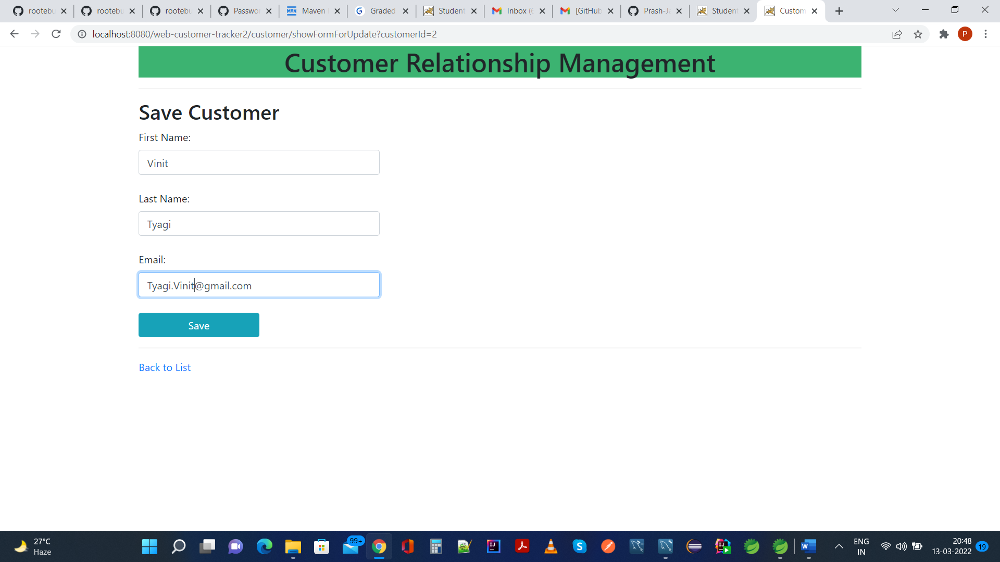 rootebu
rootebu
rootebu
Passwo
Maven
Graded
Student
Inbox (6
[GitHub
Prash-Ja
Student
Custom
localhost:8080/web-customer-tracker2/customer/showFormForUpdate?customerId=2
P
Customer Relationship Management
Save Customer
First Name:
Vinit
Last Name:
Tyagi
Email:
Tyagi.Vinit@gmail.com
Save
Back to List
27°C
Haze
99+
ENG
IN
20:48
13-03-2022
19